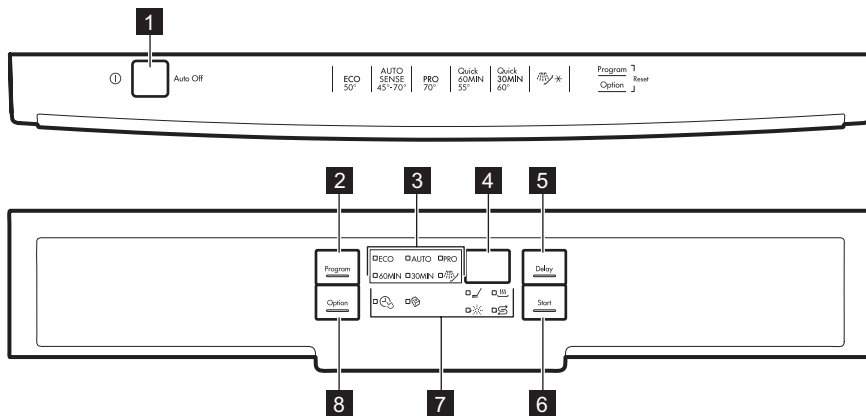 1
Auto Off
ECO
50°
AUTO
SENSE
45°-70°
PRO
70°
Quick
60MIN
55°
Quick
30MIN
60°
Program
Option
Reset
2
3
4
5
Program
ECO AUTO PRO
60MIN 30MIN
Delay
Option
Start
8
7
6